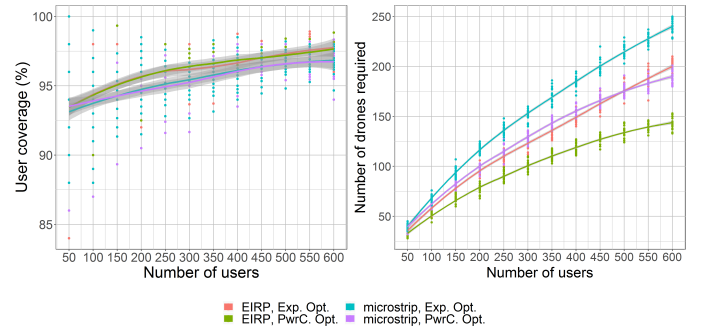 100
95
90
85
User coverage (%)
50 100 150 200 250 300 350 400 450 500 550 600
Number of users
250
200
150
100
50
Number of drones required
50 100 150 200 250 300 350 400 450 500 550 600
Number of users
EIRP, Exp. Opt.
EIRP, PwrC. Opt.
microstrip, Exp. Opt.
microstrip, PwrC. Opt.